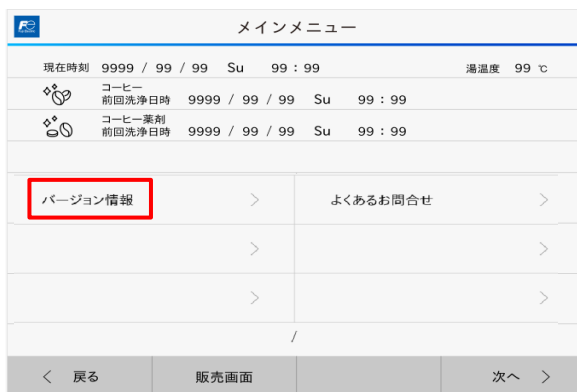 Fe
メインメニュー
現在時刻 9999 / 99 / 99 Su 99 : 99 湯温度 99 ℃
コーヒー
前回洗浄日時 9999 / 99 / 99 Su 99 : 99
コーヒー薬剤
前回洗浄日時 9999 / 99 / 99 Su 99 : 99
バージョン情報 > よくあるお問合せ >
> >
> >
/
< 戻る 販売画面 次へ >